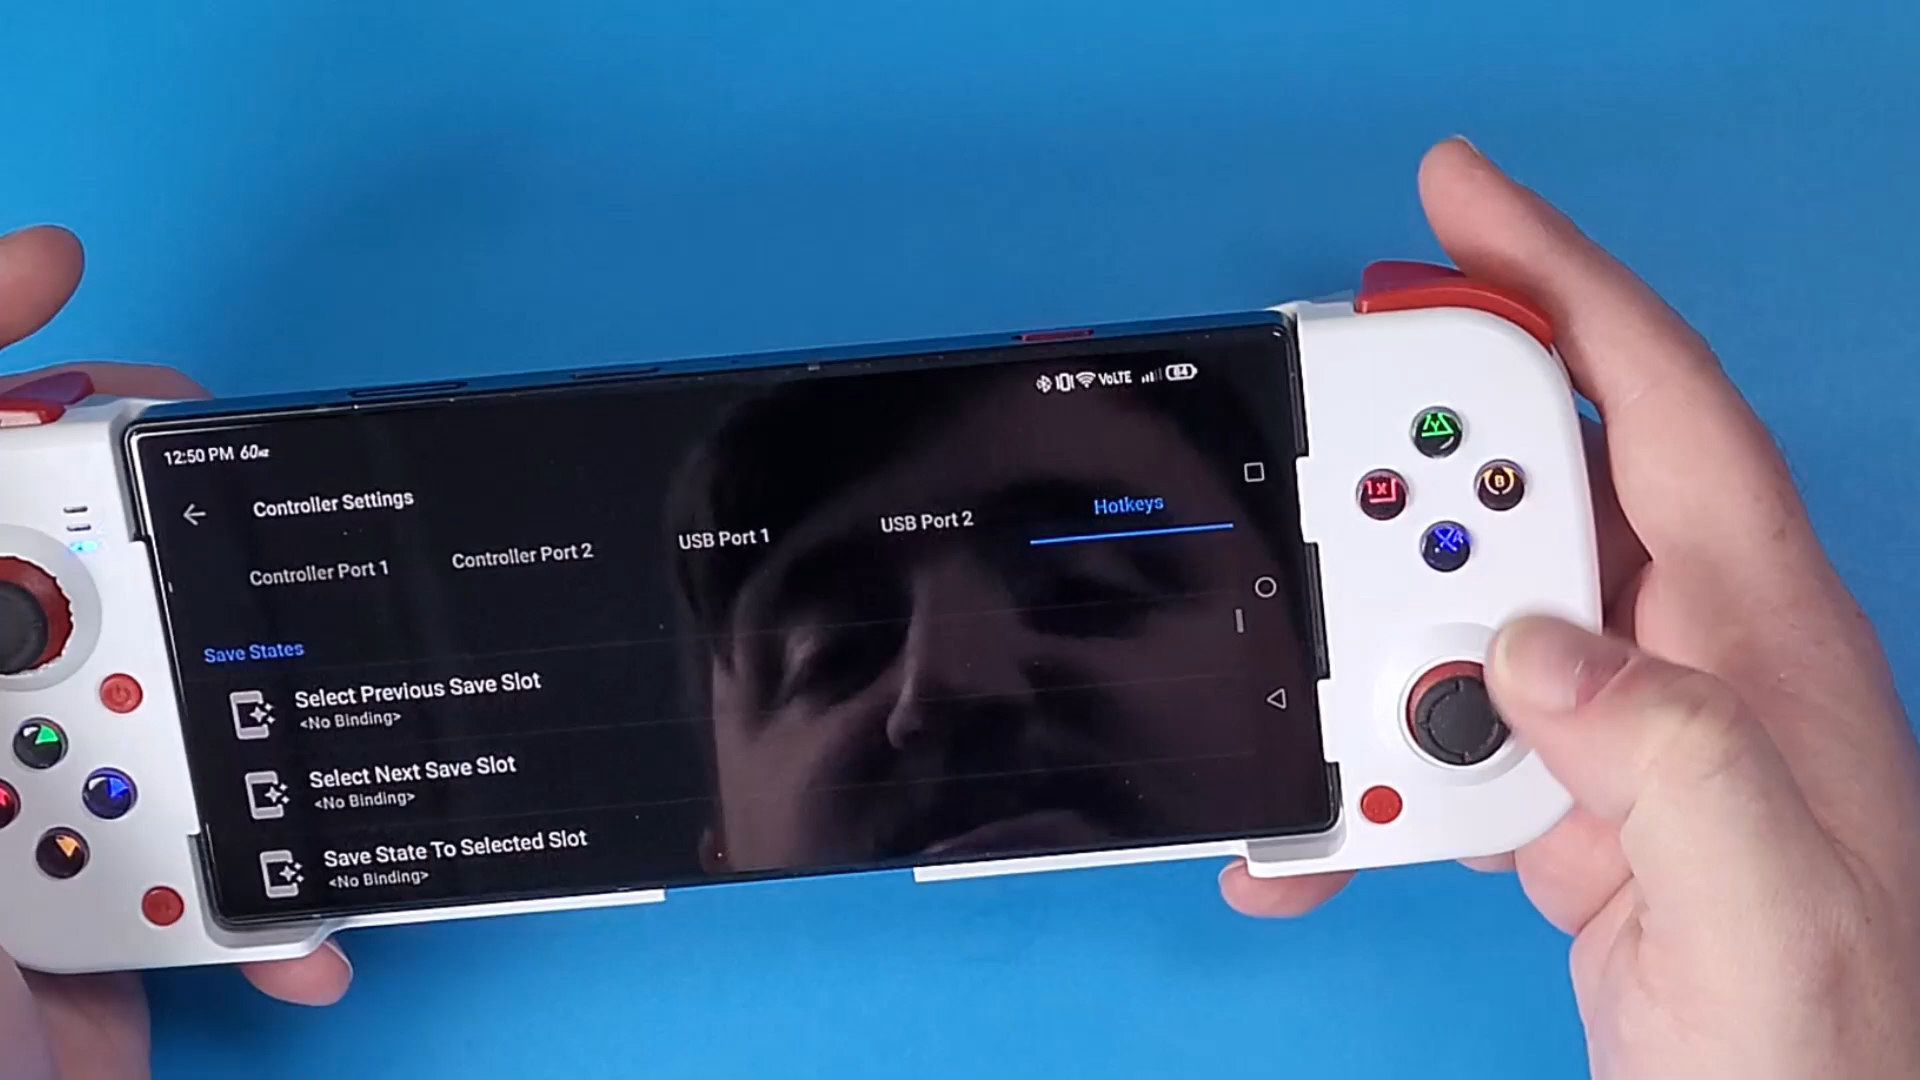 12:50 PM 60Hz
VoLTE 84
Controller Settings
Controller Port 1 Controller Port 2 USB Port 1 USB Port 2 Hotkeys
Save States
Select Previous Save Slot
<No Binding>
Select Next Save Slot
<No Binding>
Save State To Selected Slot
<No Binding>
Y
X
B
A